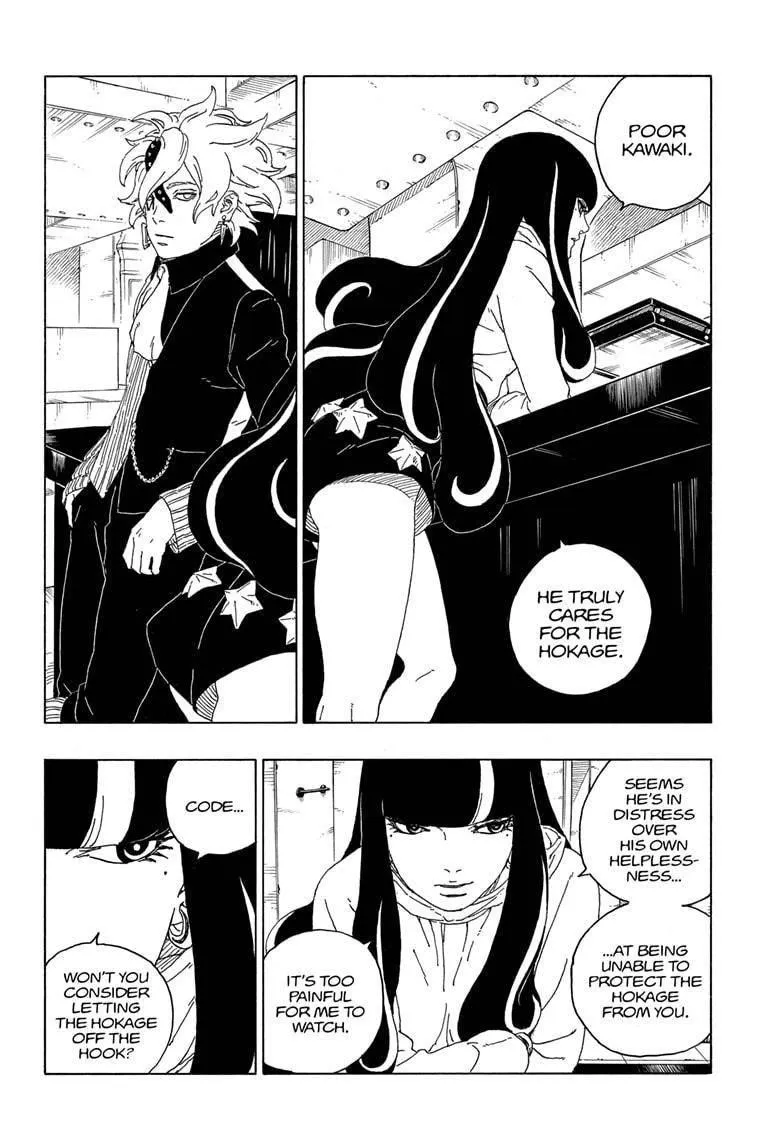 POOR
KAWAKI.
HE TRULY
CARES
FOR THE
HOKAGE.
SEEMS
HE'S IN
DISTRESS
OVER
HIS OWN
HELPLESS-
NESS...
...AT BEING
UNABLE TO
PROTECT THE
HOKAGE
FROM YOU.
IT'S TOO
PAINFUL
FOR ME TO
WATCH.
CODE...
WON'T YOU
CONSIDER
LETTING
THE HOKAGE
OFF THE
HOOK?